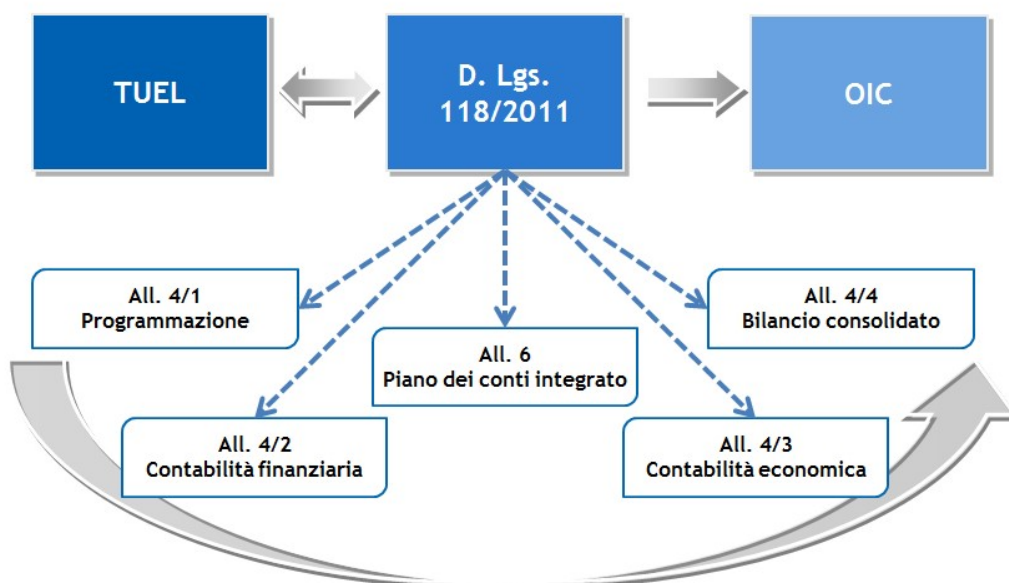 TUEL
D. Lgs.
118/2011
OIC
All. 4/1
Programmazione
All. 4/4
Bilancio consolidato
All. 6
Piano dei conti integrato
All. 4/2
Contabilità finanziaria
All. 4/3
Contabilità economica